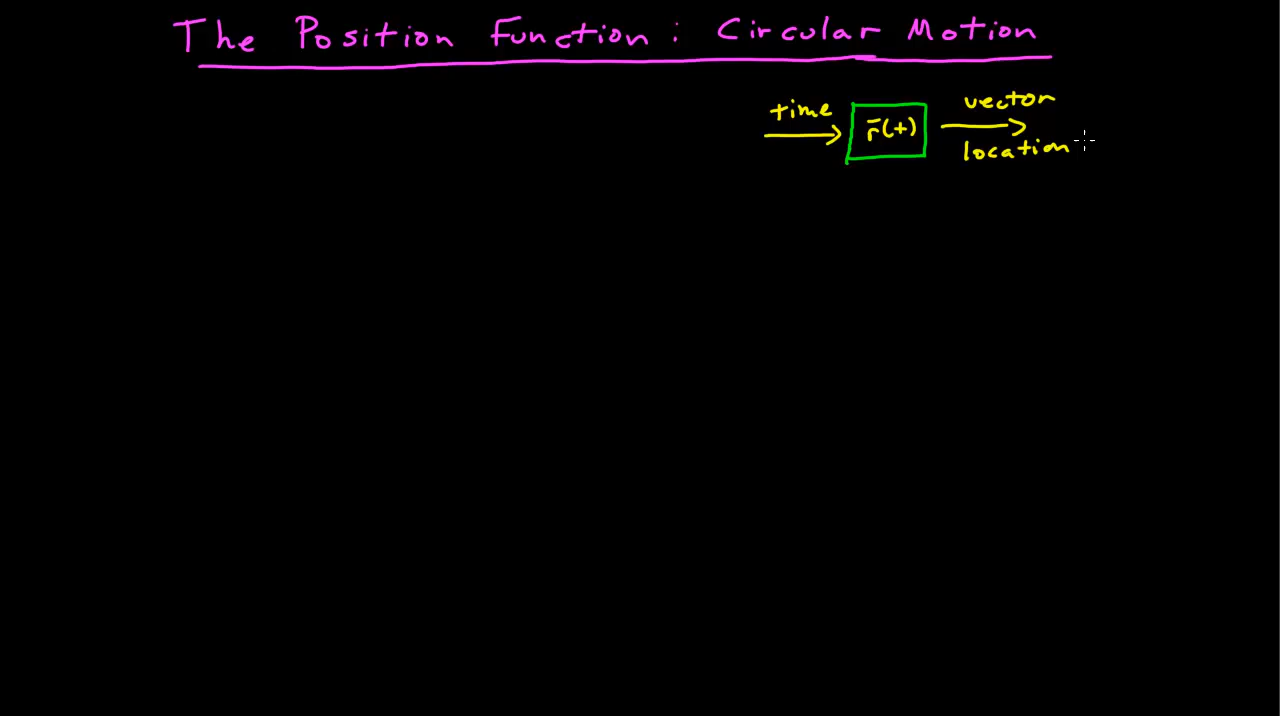 The Position Function: Circular Motion
time r̄(t) vector
location